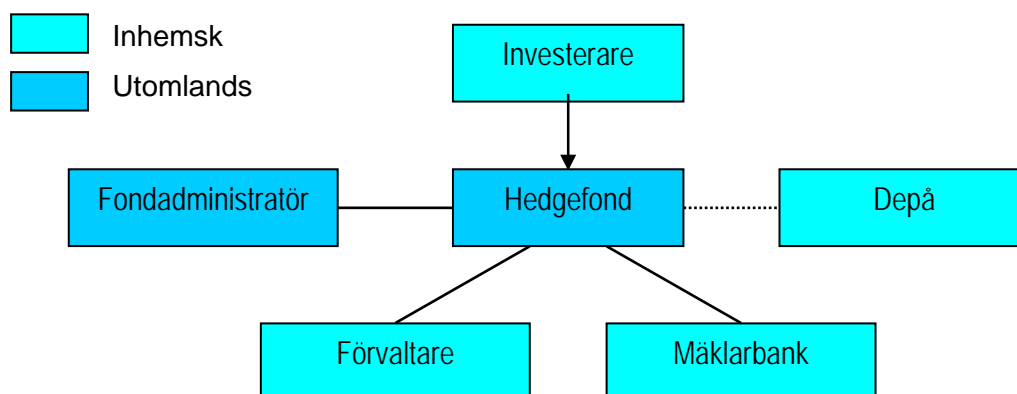 Inhemsk
Utomlands
Investerare
Fondadministratör
Hedgefond
Depå
Förvaltare
Mäklarbank